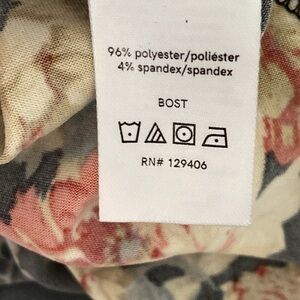 96% polyester/poliéster
4% spandex/spandex
BOST
RN# 129406